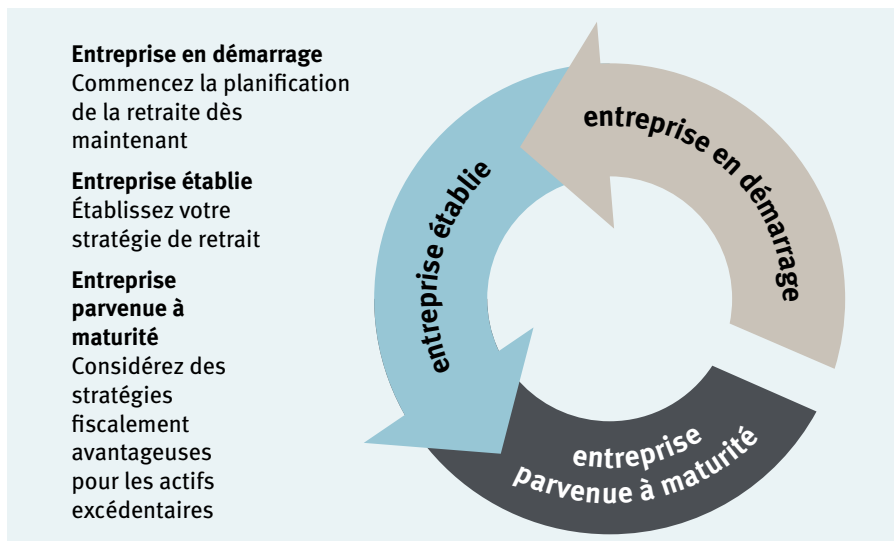 Entreprise en démarrage
Commencez la planification
de la retraite dès
maintenant
Entreprise établie
Établissez votre
stratégie de retrait
Entreprise
parvenue à
maturité
Considérez des
stratégies
fiscalement
avantageuses
pour les actifs
excédentaires
entreprise en démarrage
entreprise établie
entreprise
parvenue à maturité